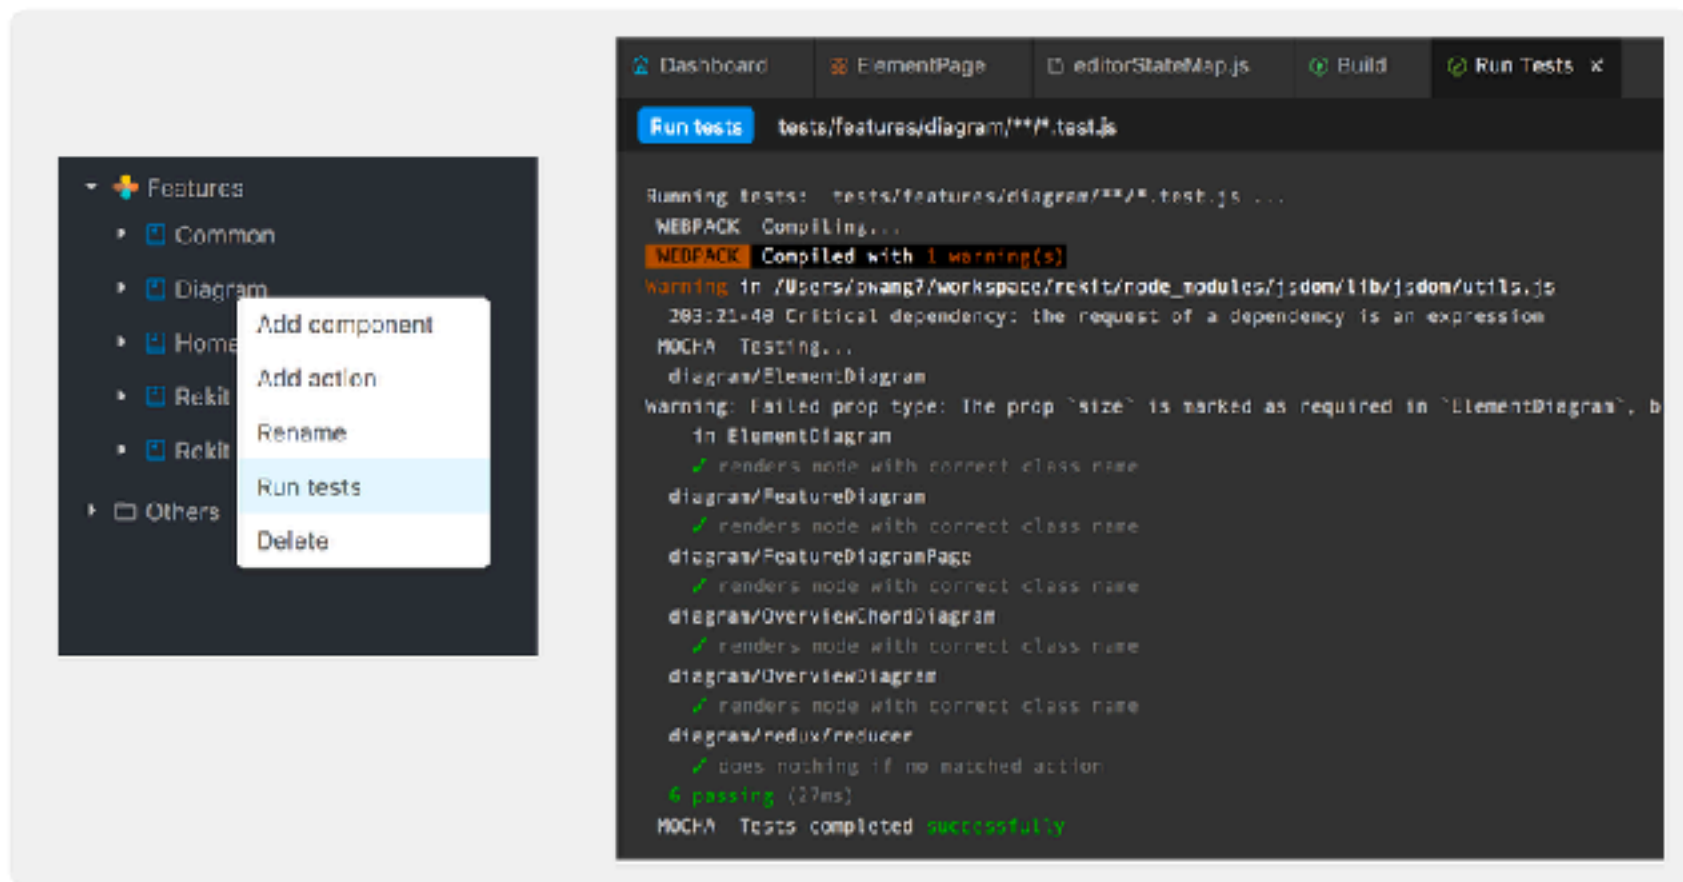 Features
Common
Diagram
Home
Rekit
Rekit
Others
Add component
Add action
Rename
Run tests
Delete
Dashboard ElementPage editorStateMap.js Build Run Tests ×
Run tests tests/features/diagram/**/*.test.js
Running tests: tests/features/diagram/**/*.test.js ...
WEBPACK Compiling...
WEBPACK Compiled with 1 warning(s)
Warning in /Users/pwang7/workspace/rekit/node_modules/jsdom/lib/jsdom/utils.js
203:21-40 Critical dependency: the request of a dependency is an expression
MOCHA Testing...
diagram/ElementDiagram
Warning: Failed prop type: The prop `size` is marked as required in `ElementDiagram`, b
in ElementDiagram
✓ renders node with correct class name
diagram/FeatureDiagram
✓ renders node with correct class name
diagram/FeatureDiagramPage
✓ renders node with correct class name
diagram/OverviewChordDiagram
✓ renders node with correct class name
diagram/OverviewDiagram
✓ renders node with correct class name
diagram/redux/reducer
✓ does nothing if no matched action
6 passing (27ms)
MOCHA Tests completed successfully